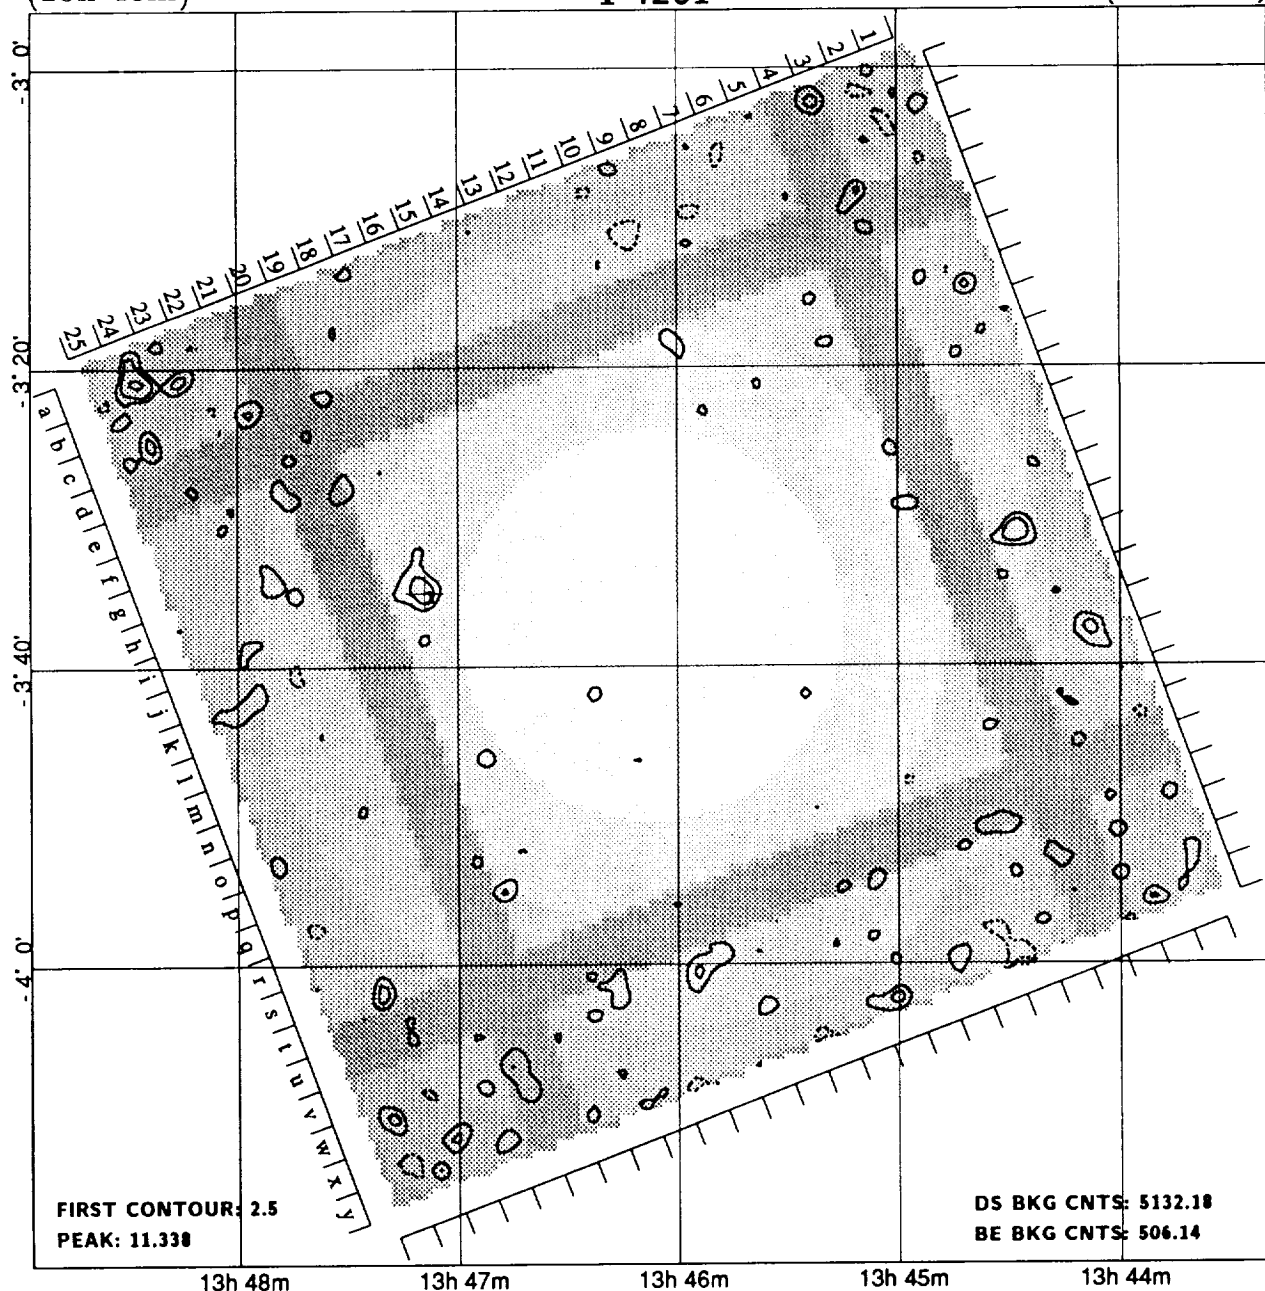 1 2 3 4 5 6 7 8 9 10 11 12 13 14 15 16 17 18 19 20 21 22 23 24 25
-3° 0'
-3° 20'
a b c d e f g h i j k l m n o p q r s t u v w x y
-3° 40'
-4° 0'
FIRST CONTOUR: 2.5
PEAK: 11.338
DS BKG CNTS: 5132.18
BE BKG CNTS: 506.14
13h 48m 13h 47m 13h 46m 13h 45m 13h 44m